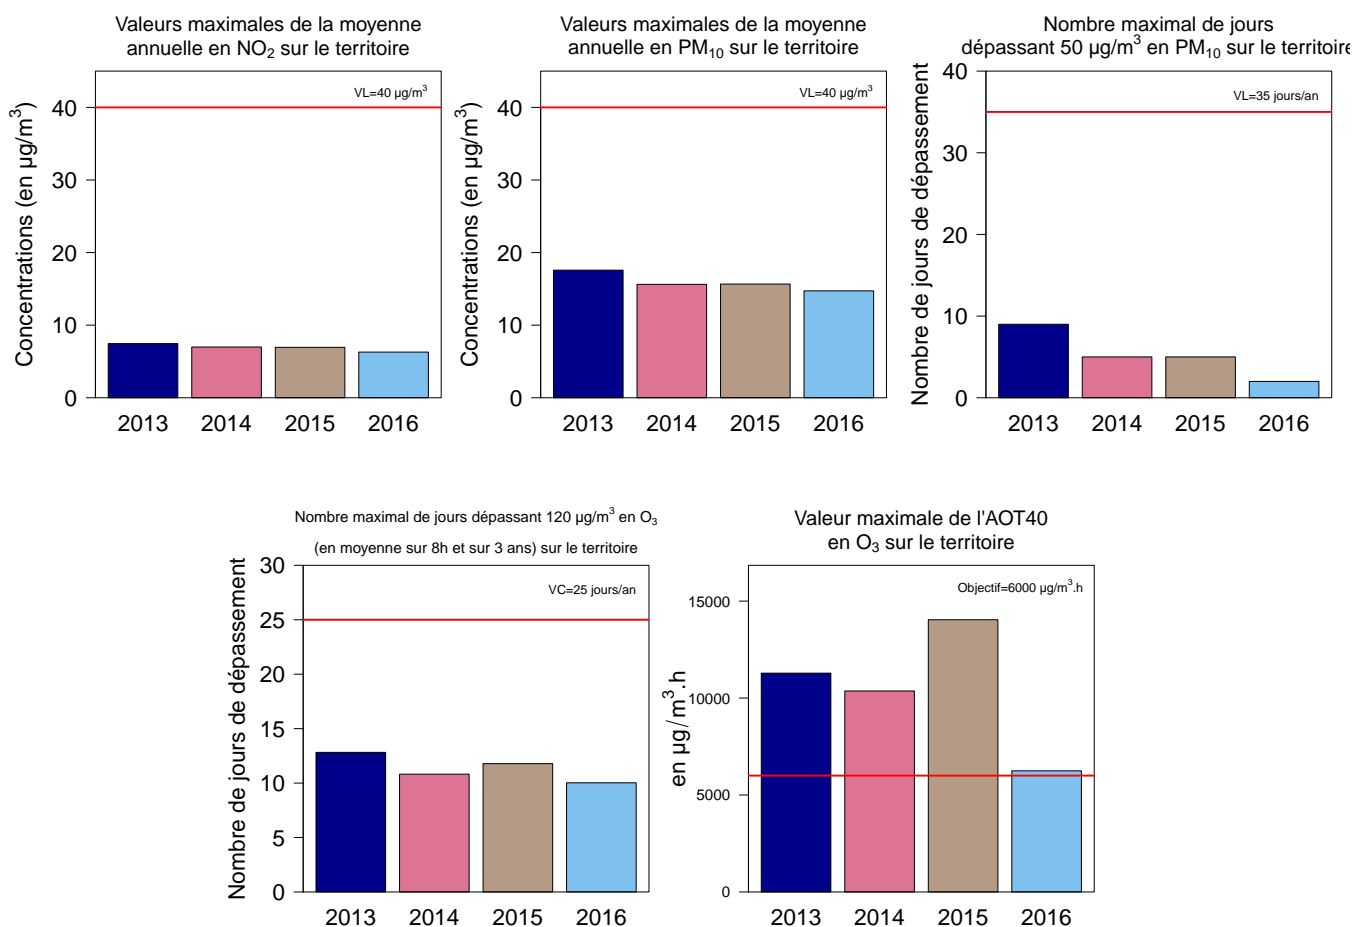 Valeurs maximales de la moyenne
annuelle en NO₂ sur le territoire
VL=40 µg/m³
Concentrations (en µg/m³)
40
30
20
10
0
2013 2014 2015 2016
Valeurs maximales de la moyenne
annuelle en PM₁₀ sur le territoire
VL=40 µg/m³
Concentrations (en µg/m³)
40
30
20
10
0
2013 2014 2015 2016
Nombre maximal de jours
dépassant 50 µg/m³ en PM₁₀ sur le territoire
VL=35 jours/an
Nombre de jours de dépassement
40
30
20
10
0
2013 2014 2015 2016
Nombre maximal de jours dépassant 120 µg/m³ en O₃
(en moyenne sur 8h et sur 3 ans) sur le territoire
VC=25 jours/an
Nombre de jours de dépassement
30
25
20
15
10
5
0
2013 2014 2015 2016
Valeur maximale de l'AOT40
en O₃ sur le territoire
Objectif=6000 µg/m³.h
en µg/m³.h
15000
10000
5000
0
2013 2014 2015 2016